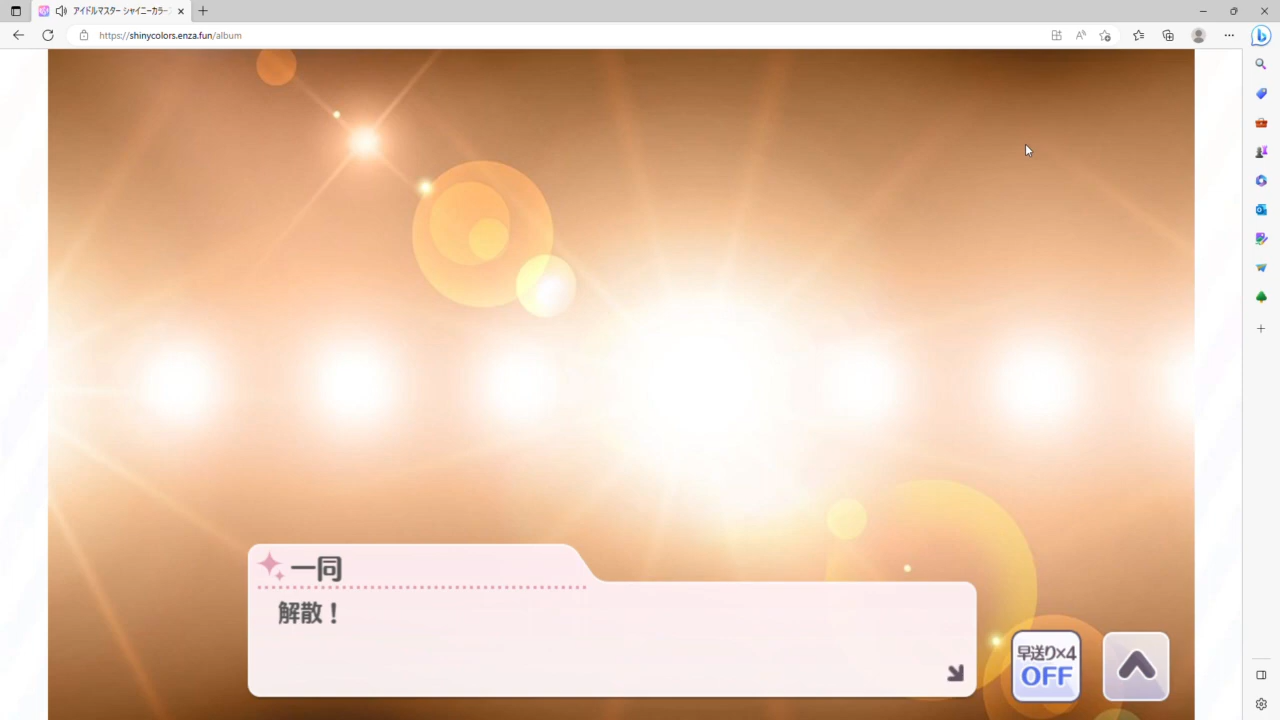 アイドルマスター シャイニーカラー
https://shinycolors.enza.fun/album
一同
解散！
早送り×4
OFF